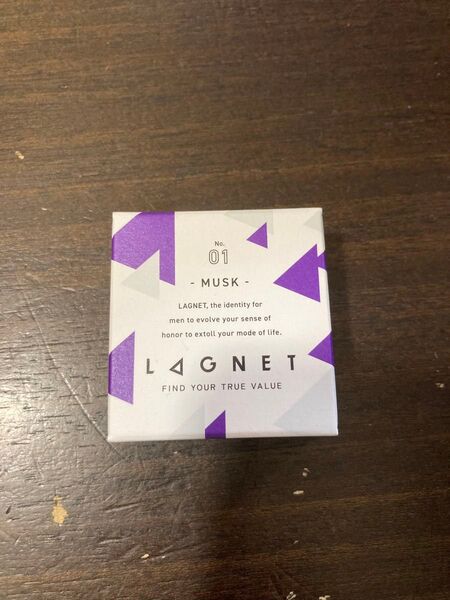 No.
01
- MUSK -
LAGNET, the identity for
men to evolve your sense of
honor to extoll your mode of life.
LAGNET
FIND YOUR TRUE VALUE